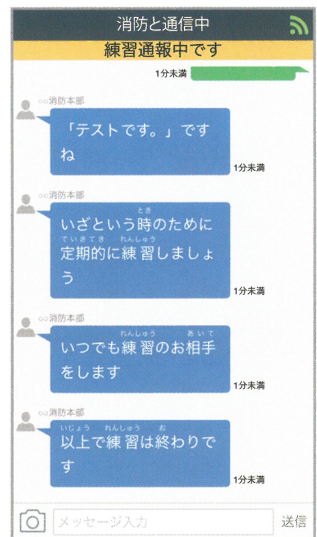 消防と通信中
練習通報中です
1分未満
○○消防本部
「テストです。」です
ね
1分未満
○○消防本部
とき
いざという時のために
ていきてき れんしゅう
定期的に練習しましょ
う
1分未満
○○消防本部
れんしゅう あいて
いつでも練習のお相手
をします
1分未満
○○消防本部
いじょう れんしゅう お
以上で練習は終わりで
す
1分未満
メッセージ入力 送信